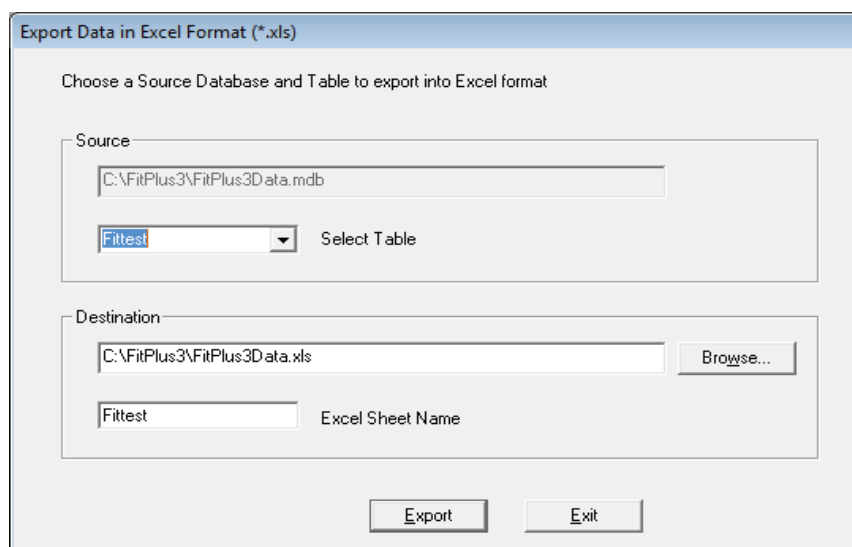 Export Data in Excel Format (*.xls)
Choose a Source Database and Table to export into Excel format
Source
C:\FitPlus3\FitPlus3Data.mdb
Fittest Select Table
Destination
C:\FitPlus3\FitPlus3Data.xls Browse...
Fittest Excel Sheet Name
Export Exit